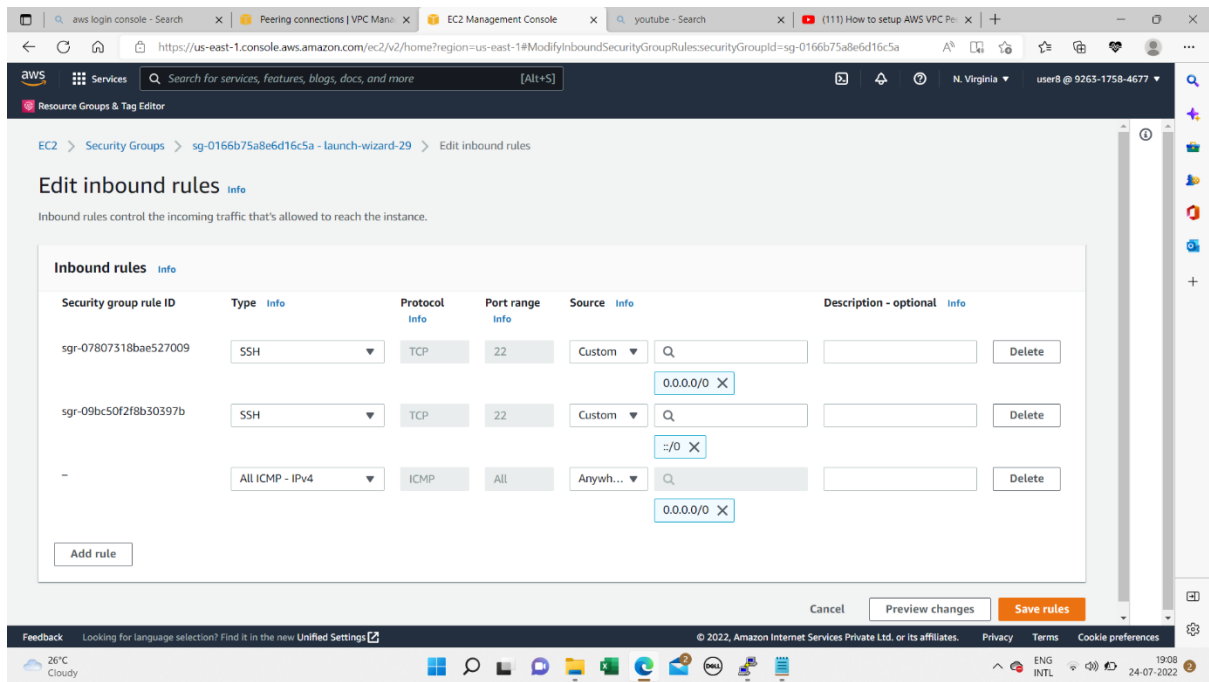 aws login console - Search
Peering connections | VPC Mana
EC2 Management Console
youtube - Search
(111) How to setup AWS VPC Pe
https://us-east-1.console.aws.amazon.com/ec2/v2/home?region=us-east-1#ModifyInboundSecurityGroupRules:securityGroupId=sg-0166b75a8e6d16c5a
aws
Services
Search for services, features, blogs, docs, and more
[Alt+S]
N. Virginia
user8 @ 9263-1758-4677
Resource Groups & Tag Editor
EC2 > Security Groups > sg-0166b75a8e6d16c5a - launch-wizard-29 > Edit inbound rules
Edit inbound rules Info
Inbound rules control the incoming traffic that's allowed to reach the instance.
Inbound rules Info
Security group rule ID Type Info Protocol Info Port range Info Source Info Description - optional Info
sgr-07807318bae527009 SSH TCP 22 Custom Delete
0.0.0.0/0
sgr-09bc50f2f8b30397b SSH TCP 22 Custom Delete
::/0
– All ICMP - IPv4 ICMP All Anywh... Delete
0.0.0.0/0
Add rule
Cancel Preview changes Save rules
Feedback Looking for language selection? Find it in the new Unified Settings © 2022, Amazon Internet Services Private Ltd. or its affiliates. Privacy Terms Cookie preferences
26°C
Cloudy
DELL
2
ENG
INTL
19:08
24-07-2022
2